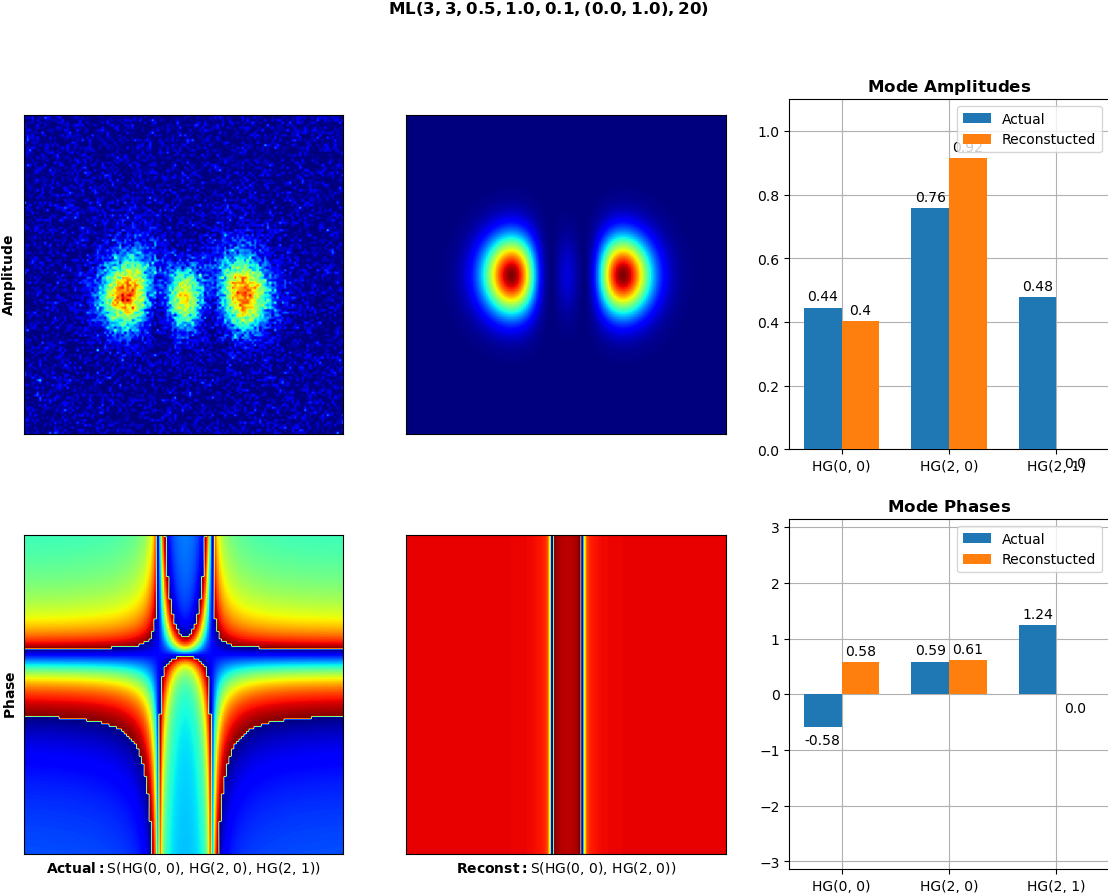 ML(3, 3, 0.5, 1.0, 0.1, (0.0, 1.0), 20)
Amplitude
Mode Amplitudes
Actual
Reconstucted
1.0
0.8
0.6
0.4
0.2
0.0
0.44
0.4
0.76
0.92
0.48
0.0
HG(0, 0)
HG(2, 0)
HG(2, 1)
Phase
Actual: S(HG(0, 0), HG(2, 0), HG(2, 1))
Reconst: S(HG(0, 0), HG(2, 0))
Mode Phases
Actual
Reconstucted
3
2
1
0
−1
−2
−3
-0.58
0.58
0.59
0.61
1.24
0.0
HG(0, 0)
HG(2, 0)
HG(2, 1)